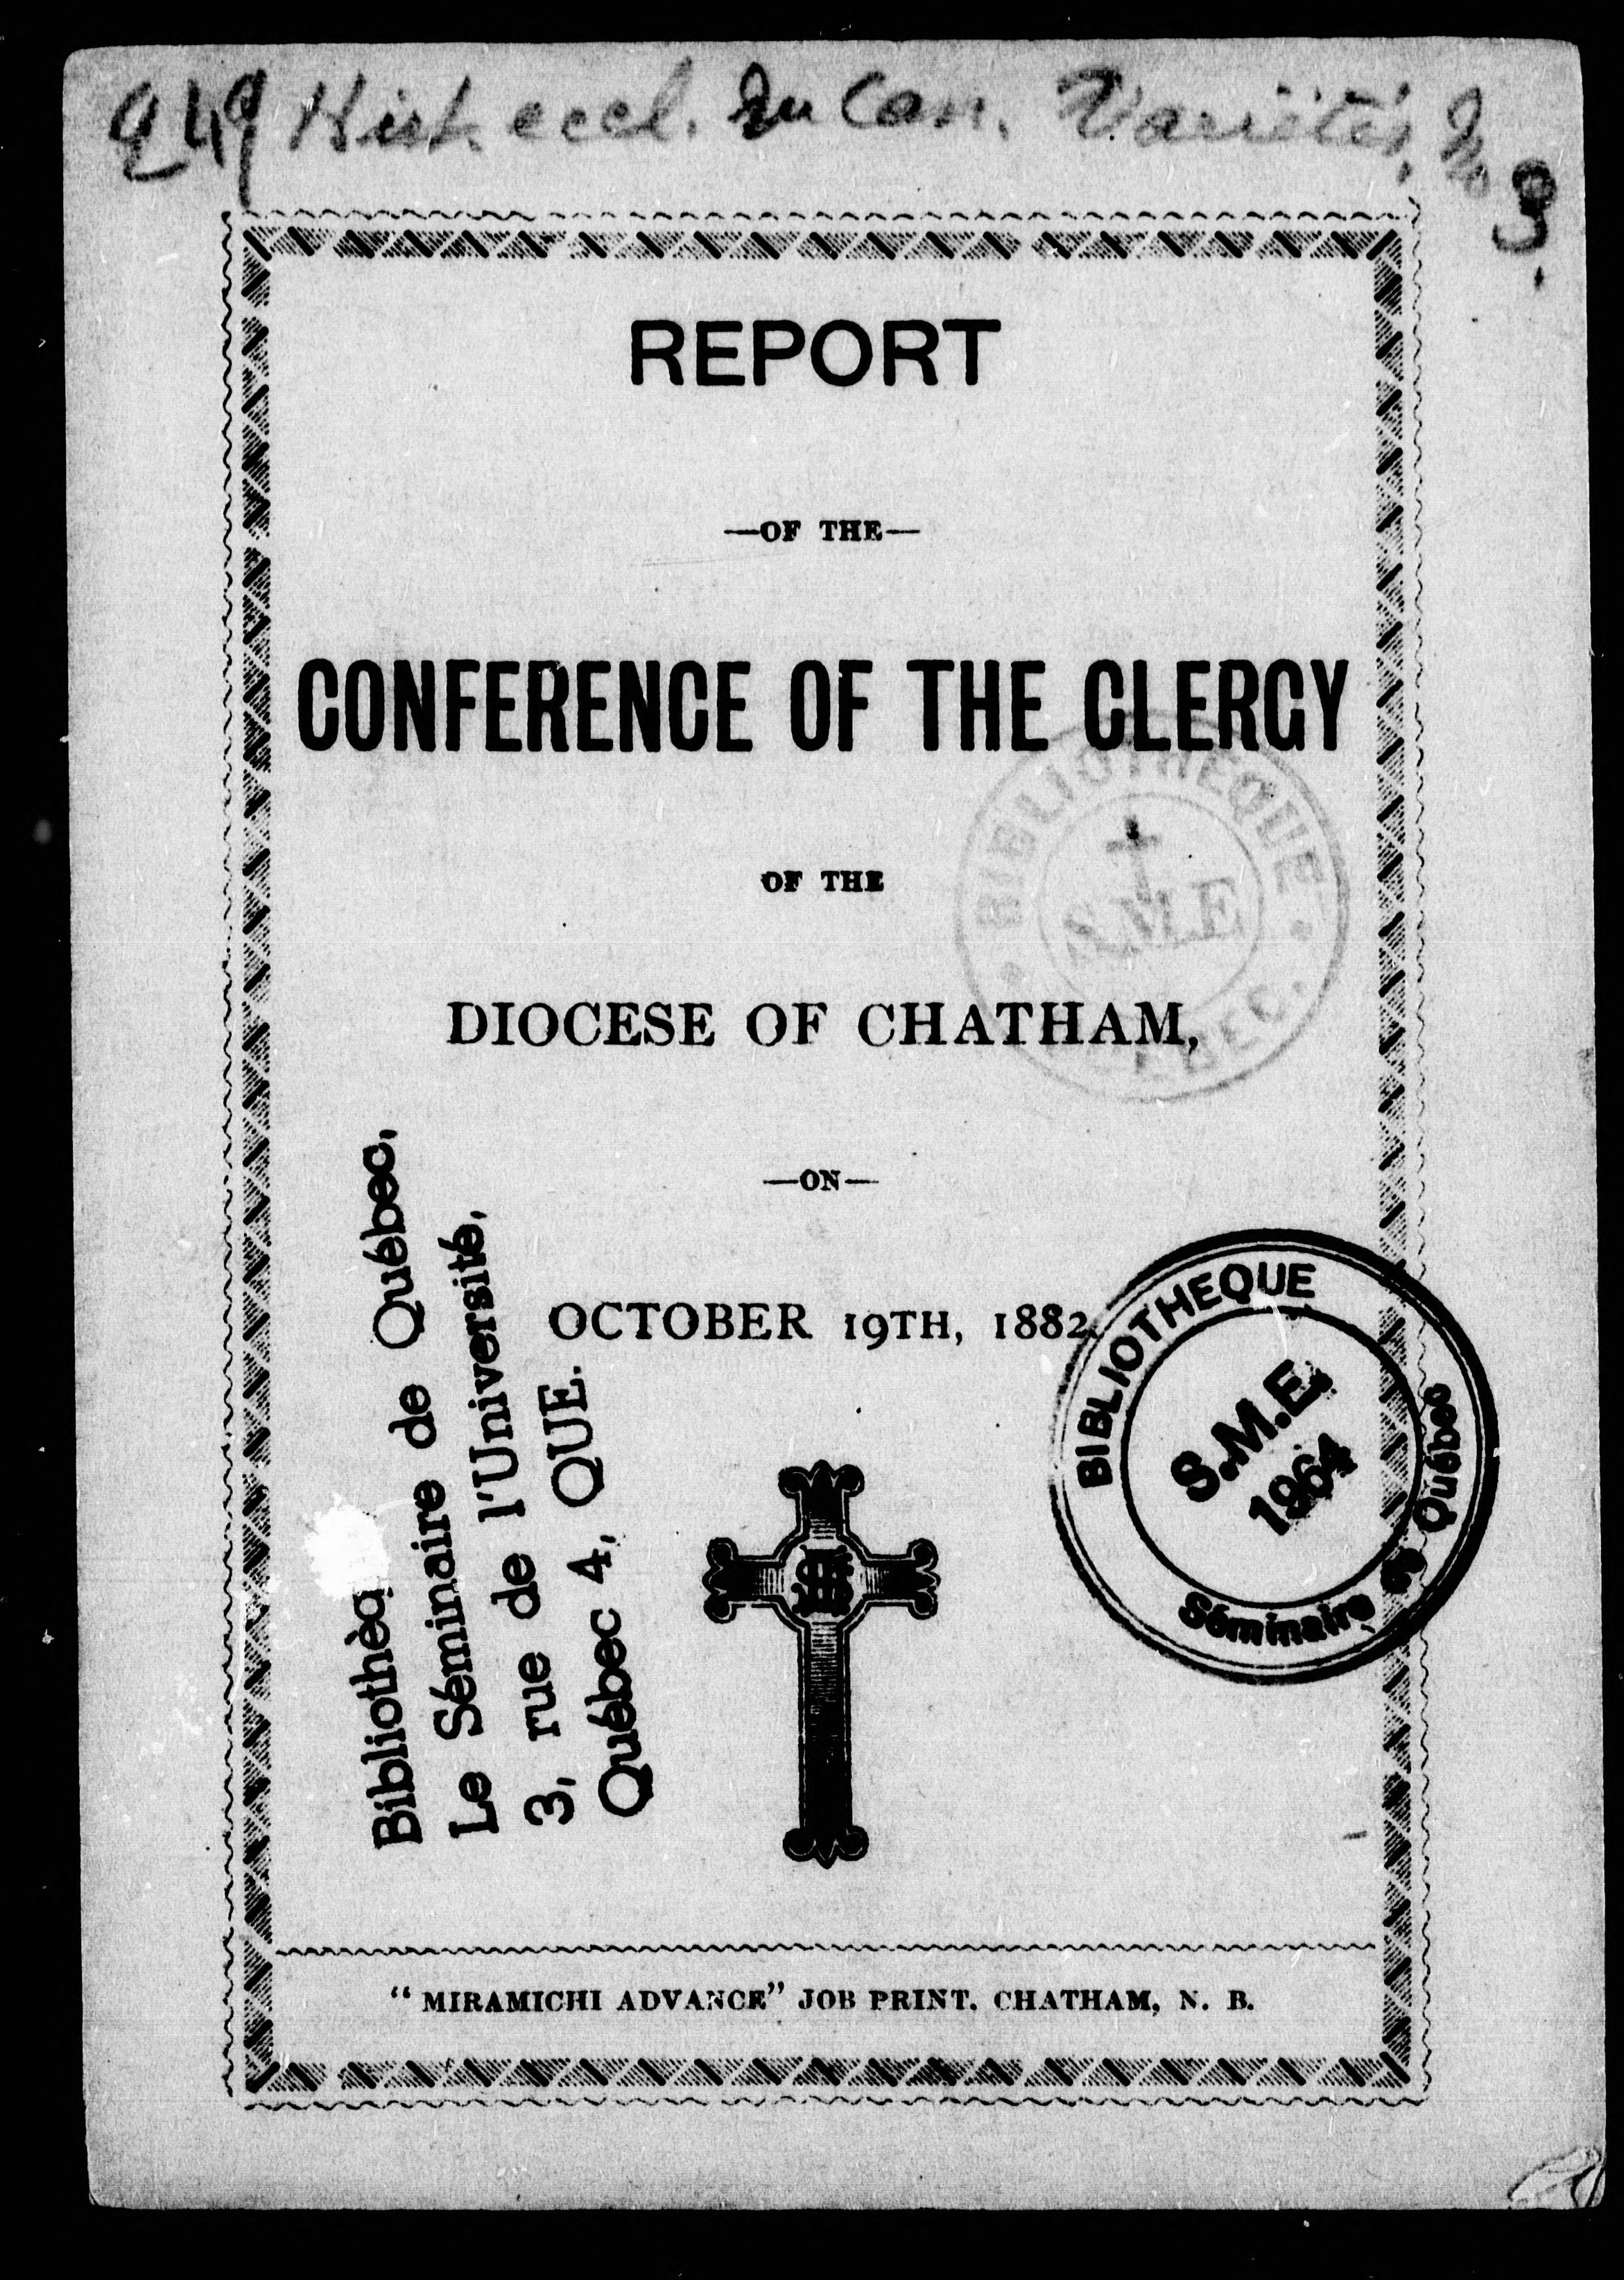 249 Hist. eccl. du Can. Variétés, No 3
REPORT
—OF THE—
CONFERENCE OF THE CLERGY
OF THE
DIOCESE OF CHATHAM,
—ON—
OCTOBER 19TH, 1882.
BIBLIOTHEQUE
S.M.E
Bibliothèq de Québec,
Le Séminaire
3, rue de l'Université,
Québec 4, QUE.
BIBLIOTHEQUE
S.M.E.
1964
Séminaire de Québec
"MIRAMICHI ADVANCE" JOB PRINT. CHATHAM, N. B.